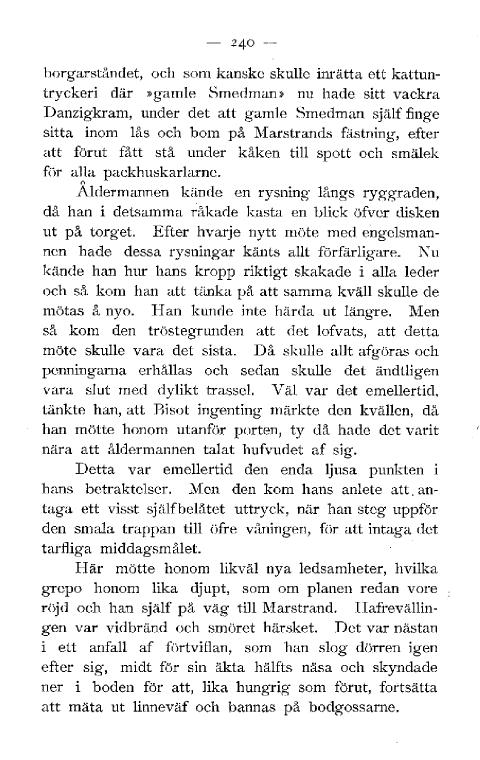 — 240 —
borgarståndet, och som kanske skulle inrätta ett kattun-
tryckeri där »gamle Smedman» nu hade sitt vackra
Danzigkram, under det att gamle Smedman själf finge
sitta inom lås och bom på Marstrands fästning, efter
att förut fått stå under kåken till spott och smälek
för alla packhuskarlarne.
Åldermannen kände en rysning långs ryggraden,
då han i detsamma råkade kasta en blick öfver disken
ut på torget. Efter hvarje nytt möte med engelsman-
nen hade dessa rysningar känts allt förfärligare. Nu
kände han hur hans kropp riktigt skakade i alla leder
och så kom han att tänka på att samma kväll skulle de
mötas å nyo. Han kunde inte härda ut längre. Men
så kom den tröstegrunden att det lofvats, att detta
möte skulle vara det sista. Då skulle allt afgöras och
penningarna erhållas och sedan skulle det ändtligen
vara slut med dylikt trassel. Väl var det emellertid,
tänkte han, att Bisot ingenting märkte den kvällen, då
han mötte honom utanför porten, ty då hade det varit
nära att åldermannen talat hufvudet af sig.
Detta var emellertid den enda ljusa punkten i
hans betraktelser. Men den kom hans anlete att an-
taga ett visst självbelåtet uttryck, när han steg uppför
den smala trappan till öfre våningen, för att intaga det
tarfliga middagsmålet.
Här mötte honom likväl nya ledsamheter, hvilka
grepo honom lika djupt, som om planen redan vore
röjd och han själf på väg till Marstrand. Hafrevällin-
gen var vidbränd och smöret härsket. Det var nästan
i ett anfall af förtviflan, som han slog dörren igen
efter sig, midt för sin äkta hälfts näsa och skyndade
ner i boden för att, lika hungrig som förut, fortsätta
att mäta ut linneväf och bannas på bodgossarne.